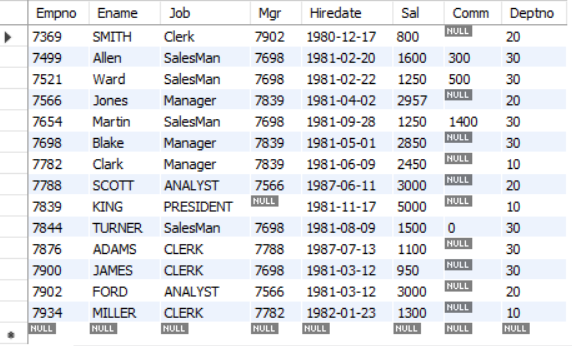 Empno Ename Job Mgr Hiredate Sal Comm Deptno
7369 SMITH Clerk 7902 1980-12-17 800 NULL 20
7499 Allen SalesMan 7698 1981-02-20 1600 300 30
7521 Ward SalesMan 7698 1981-02-22 1250 500 30
7566 Jones Manager 7839 1981-04-02 2957 NULL 20
7654 Martin SalesMan 7698 1981-09-28 1250 1400 30
7698 Blake Manager 7839 1981-05-01 2850 NULL 30
7782 Clark Manager 7839 1981-06-09 2450 NULL 10
7788 SCOTT ANALYST 7566 1987-06-11 3000 NULL 20
7839 KING PRESIDENT NULL 1981-11-17 5000 NULL 10
7844 TURNER SalesMan 7698 1981-08-09 1500 0 30
7876 ADAMS CLERK 7788 1987-07-13 1100 NULL 30
7900 JAMES CLERK 7698 1981-03-12 950 NULL 30
7902 FORD ANALYST 7566 1981-03-12 3000 NULL 20
7934 MILLER CLERK 7782 1982-01-23 1300 NULL 10
NULL NULL NULL NULL NULL NULL NULL NULL